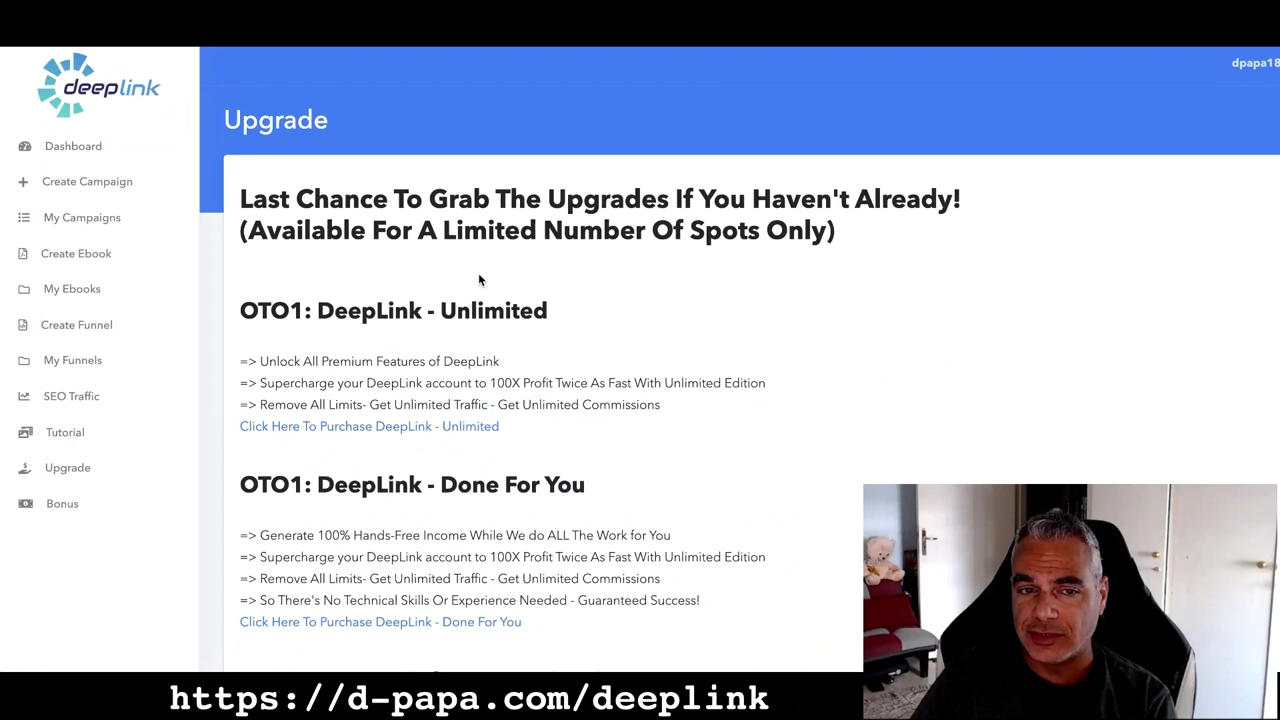 deeplink
dpapa18
Dashboard
Create Campaign
My Campaigns
Create Ebook
My Ebooks
Create Funnel
My Funnels
SEO Traffic
Tutorial
Upgrade
Bonus
Upgrade
Last Chance To Grab The Upgrades If You Haven't Already!
(Available For A Limited Number Of Spots Only)
OTO1: DeepLink - Unlimited
=> Unlock All Premium Features of DeepLink
=> Supercharge your DeepLink account to 100X Profit Twice As Fast With Unlimited Edition
=> Remove All Limits- Get Unlimited Traffic - Get Unlimited Commissions
Click Here To Purchase DeepLink - Unlimited
OTO1: DeepLink - Done For You
=> Generate 100% Hands-Free Income While We do ALL The Work for You
=> Supercharge your DeepLink account to 100X Profit Twice As Fast With Unlimited Edition
=> Remove All Limits- Get Unlimited Traffic - Get Unlimited Commissions
=> So There's No Technical Skills Or Experience Needed - Guaranteed Success!
Click Here To Purchase DeepLink - Done For You
https://d-papa.com/deeplink